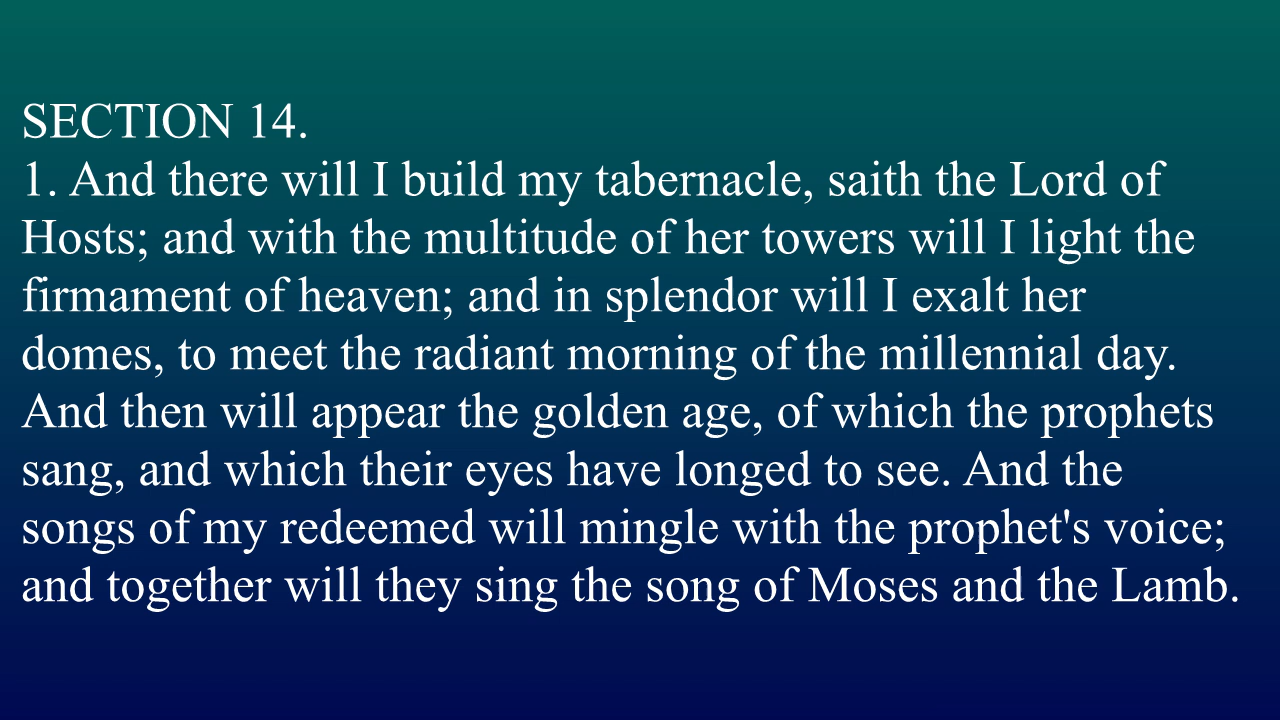 SECTION 14.
1. And there will I build my tabernacle, saith the Lord of
Hosts; and with the multitude of her towers will I light the
firmament of heaven; and in splendor will I exalt her
domes, to meet the radiant morning of the millennial day.
And then will appear the golden age, of which the prophets
sang, and which their eyes have longed to see. And the
songs of my redeemed will mingle with the prophet's voice;
and together will they sing the song of Moses and the Lamb.